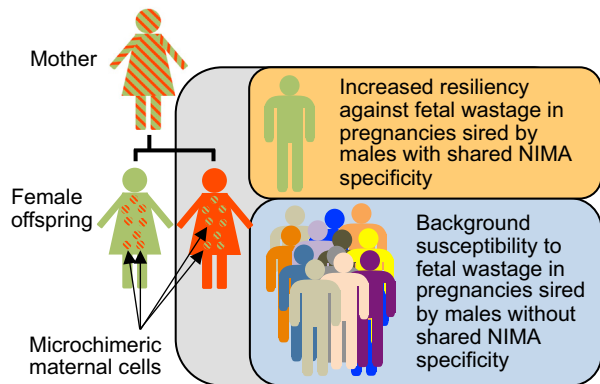 Mother
Increased resiliency
against fetal wastage in
pregnancies sired by
males with shared NIMA
specificity
Female
offspring
Background
susceptibility to
fetal wastage in
pregnancies sired
by males without
shared NIMA
specificity
Microchimeric
maternal cells